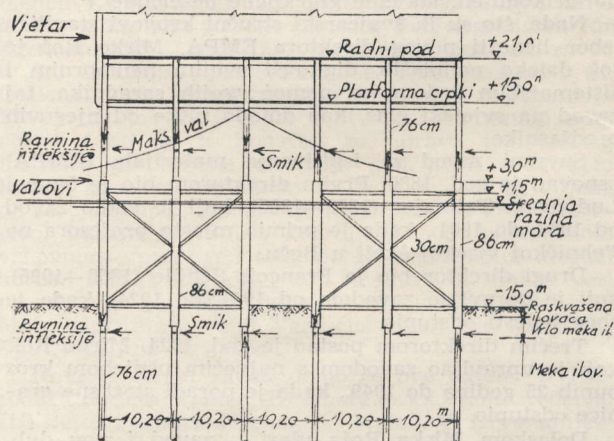 Vjetar
Radni pod
+21,0'
Platforma crpki
+15,0ᵐ
Maks. val
76cm
Ravnina
infleksije
Smik
+3,0ᵐ
Valovi
+1,5ᵐ
Srednja
razina
mora
30cm
86cm
86cm
-15,0ᵐ
Raskvašena
ilovača
Vrlo meka il.
Ravnina
infleksije
Smik
Meka ilov.
76cm
10,20 10,20 10,20 10,20 10,20ᵐ